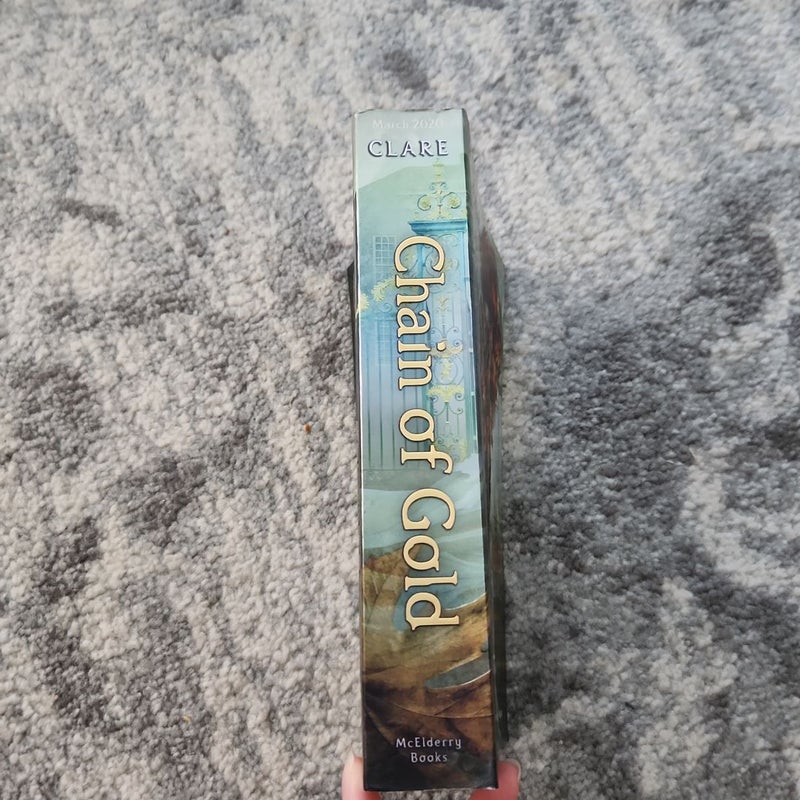 March 2020
CLARE
Chain of Gold
McElderry
Books